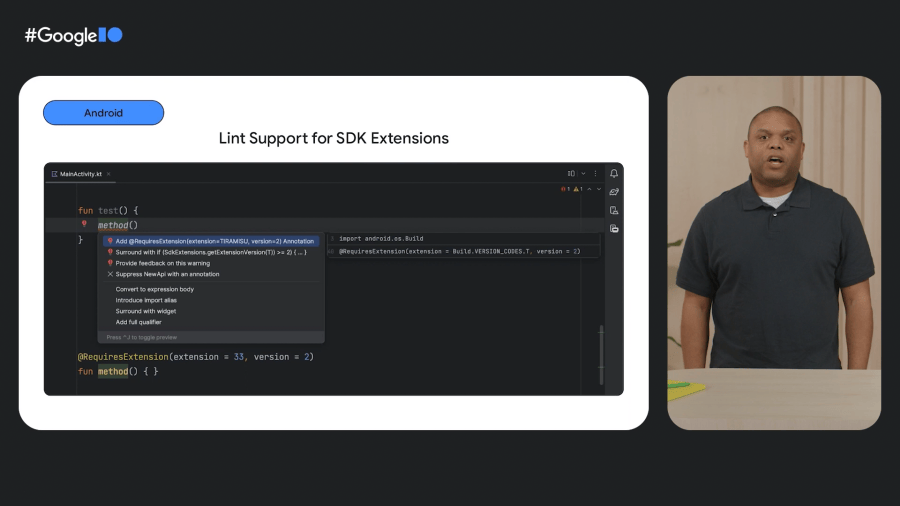 #Google IO
Android
Lint Support for SDK Extensions
MainActivity.kt
1 1
fun test() {
method()
}
Add @RequiresExtension(extension=TIRAMISU, version=2) Annotation
Surround with if (SdkExtensions.getExtensionVersion(T)) >= 2) { ... }
Provide feedback on this warning
Suppress NewApi with an annotation
Convert to expression body
Introduce import alias
Surround with widget
Add full qualifier
Press ⌃J to toggle preview
import android.os.Build
@RequiresExtension(extension = Build.VERSION_CODES.T, version = 2)
@RequiresExtension(extension = 33, version = 2)
fun method() { }